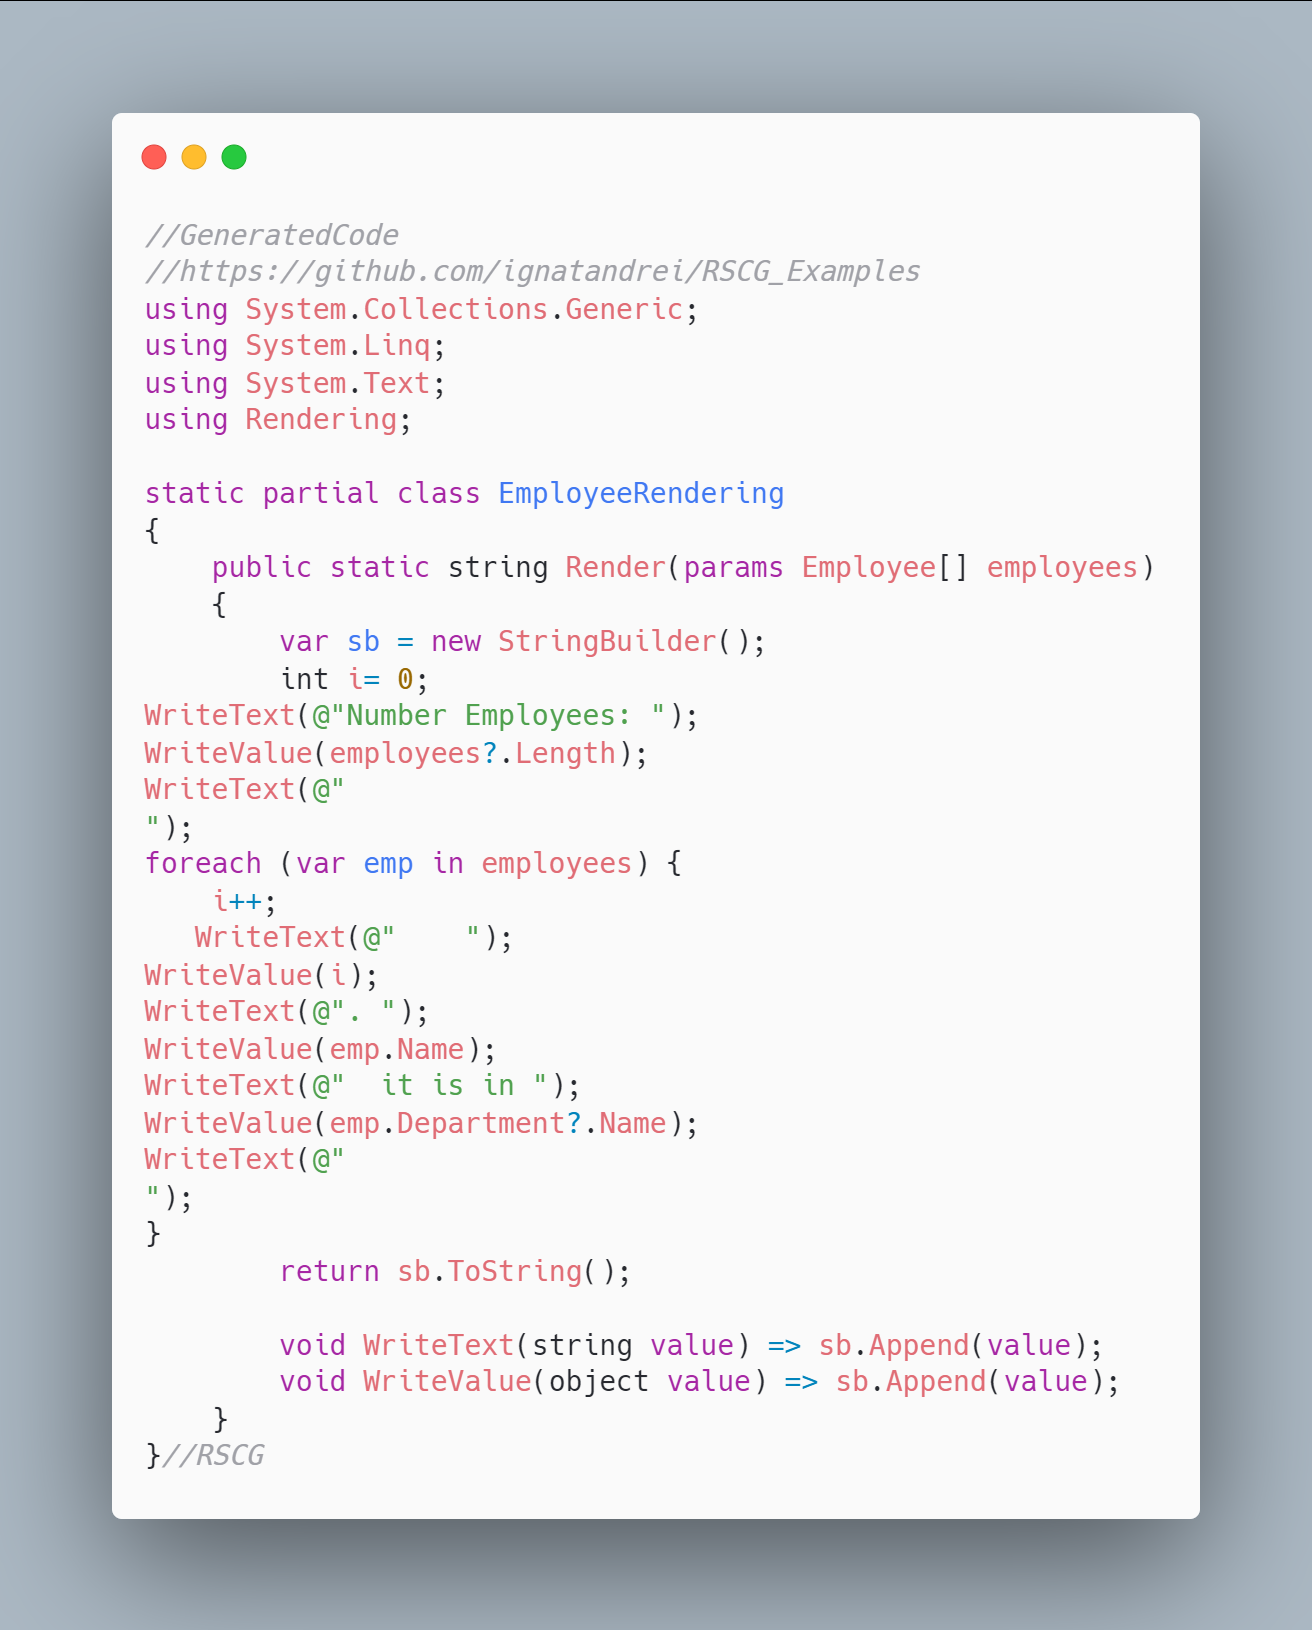 //GeneratedCode
//https://github.com/ignatandrei/RSCG_Examples
using System.Collections.Generic;
using System.Linq;
using System.Text;
using Rendering;

static partial class EmployeeRendering
{
    public static string Render(params Employee[] employees)
    {
        var sb = new StringBuilder();
        int i= 0;
WriteText(@"Number Employees: ");
WriteValue(employees?.Length);
WriteText(@"
");
foreach (var emp in employees) {
    i++;
   WriteText(@"    ");
WriteValue(i);
WriteText(@". ");
WriteValue(emp.Name);
WriteText(@"  it is in ");
WriteValue(emp.Department?.Name);
WriteText(@"
");
}
        return sb.ToString();

        void WriteText(string value) => sb.Append(value);
        void WriteValue(object value) => sb.Append(value);
    }
}//RSCG